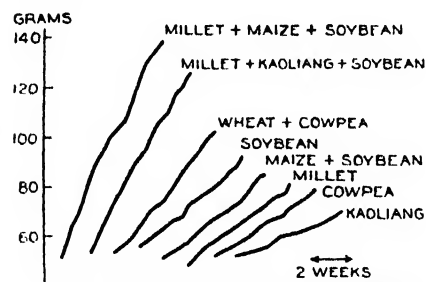 GRAMS
140
120
100
80
60
MILLET + MAIZE + SOYBEAN
MILLET + KAOLIANG + SOYBEAN
WHEAT + COWPEA
SOYBEAN
MAIZE + SOYBEAN
MILLET
COWPEA
KAOLIANG
2 WEEKS